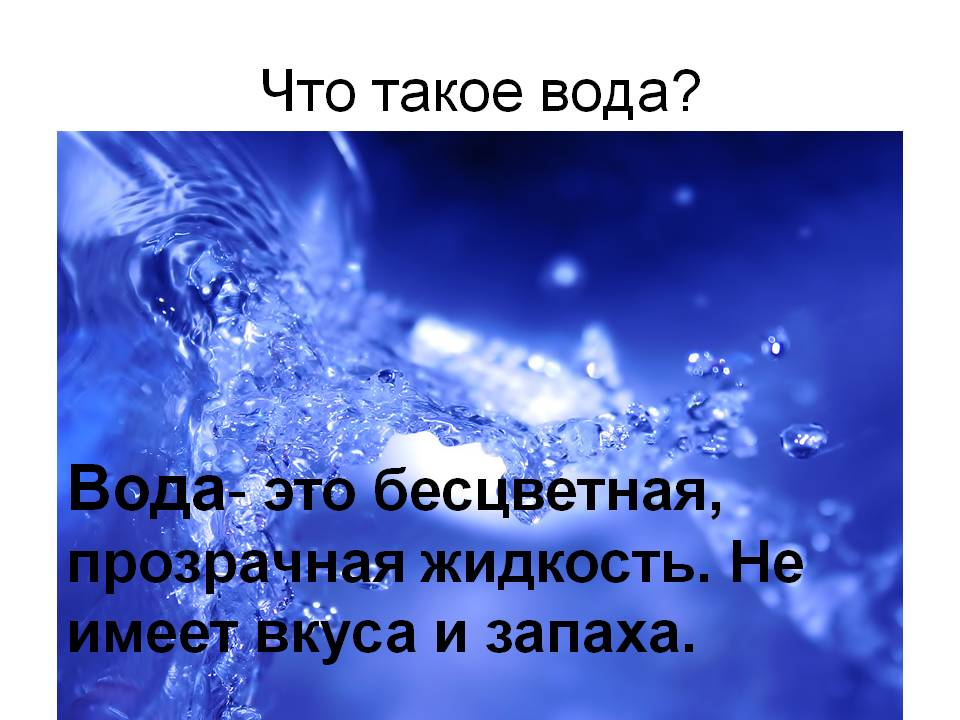 Что такое вода?
Вода- это бесцветная,
прозрачная жидкость. Не
имеет вкуса и запаха.